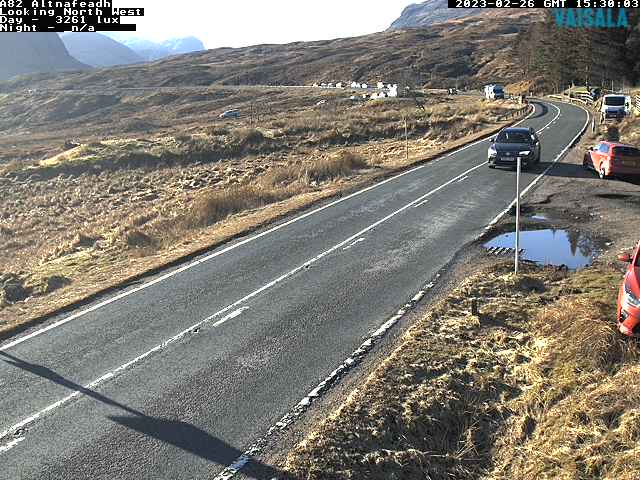 A82 Altnafeadh
Looking North West
Day - 3261 lux
Night - n/a
2023-02-26 GMT 15:30:03
VAISALA